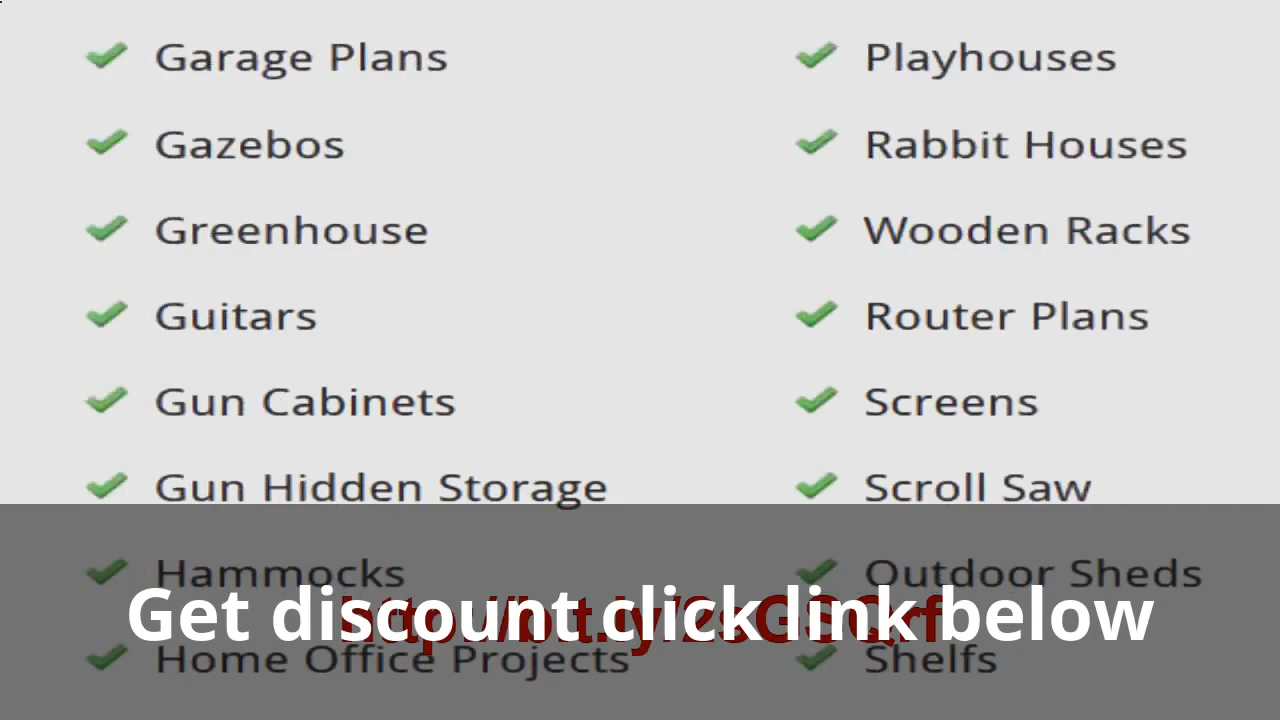 Garage Plans
Gazebos
Greenhouse
Guitars
Gun Cabinets
Gun Hidden Storage
Hammocks
Home Office Projects
Playhouses
Rabbit Houses
Wooden Racks
Router Plans
Screens
Scroll Saw
Outdoor Sheds
Shelfs
Get discount click link below